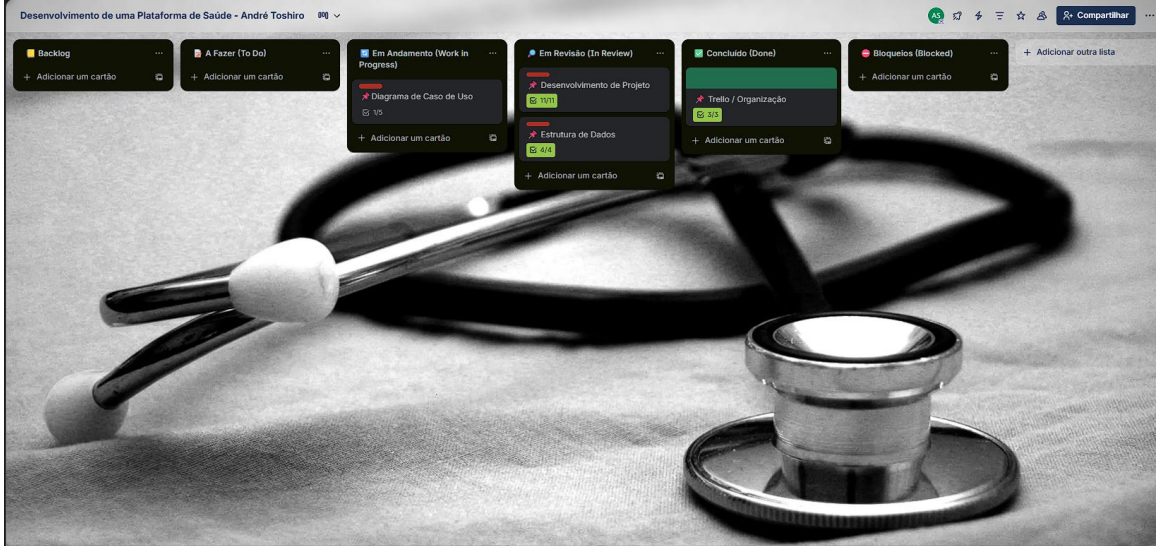 Desenvolvimento de uma Plataforma de Saúde - André Toshiro
AS
Compartilhar
Backlog
Adicionar um cartão
A Fazer (To Do)
Adicionar um cartão
Em Andamento (Work in
Progress)
Diagrama de Caso de Uso
1/5
Adicionar um cartão
Em Revisão (In Review)
Desenvolvimento de Projeto
11/11
Estrutura de Dados
4/4
Adicionar um cartão
Concluído (Done)
Trello / Organização
3/3
Adicionar um cartão
Bloqueios (Blocked)
Adicionar um cartão
Adicionar outra lista